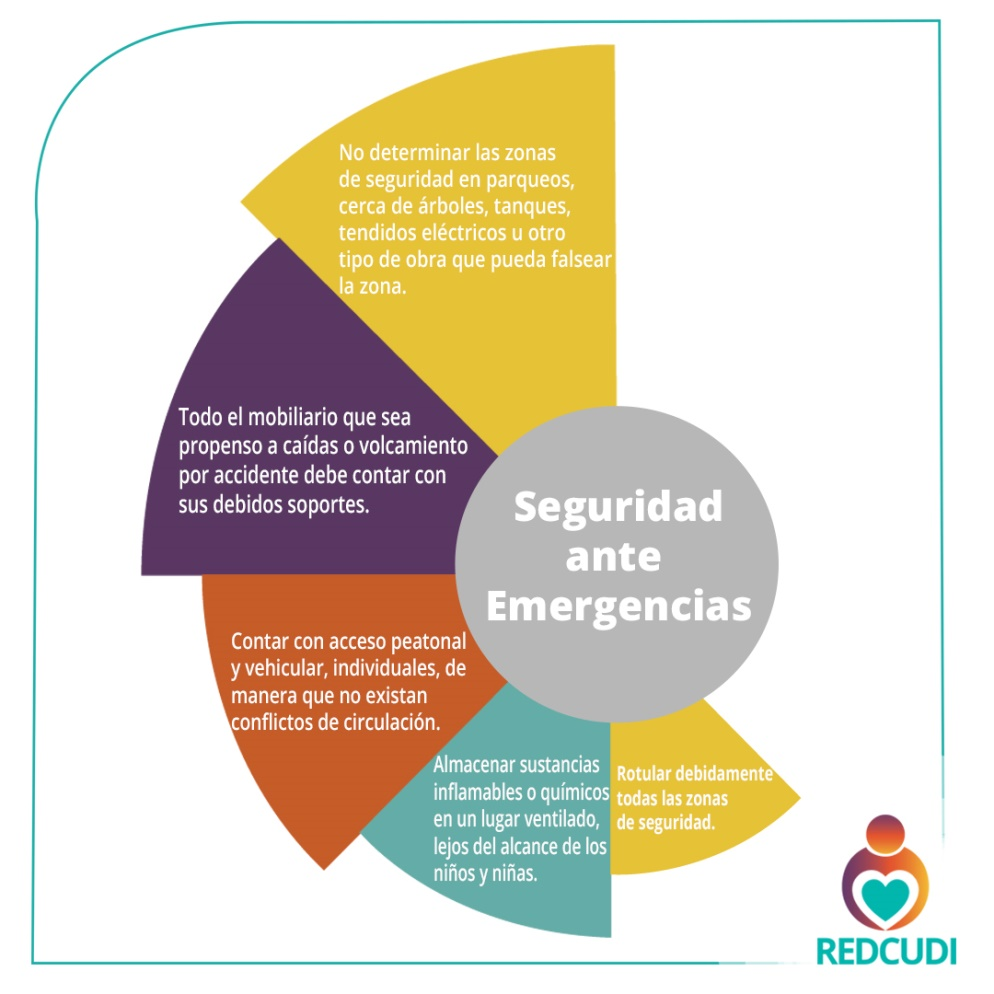 No determinar las zonas
de seguridad en parqueos,
cerca de árboles, tanques,
tendidos eléctricos u otro
tipo de obra que pueda falsear
la zona.
Todo el mobiliario que sea
propenso a caídas o volcamiento
por accidente debe contar con
sus debidos soportes.
Seguridad
ante
Emergencias
Contar con acceso peatonal
y vehicular, individuales, de
manera que no existan
conflictos de circulación.
Almacenar sustancias
inflamables o químicos
en un lugar ventilado,
lejos del alcance de los
niños y niñas.
Rotular debidamente
todas las zonas
de seguridad.
REDCUDI